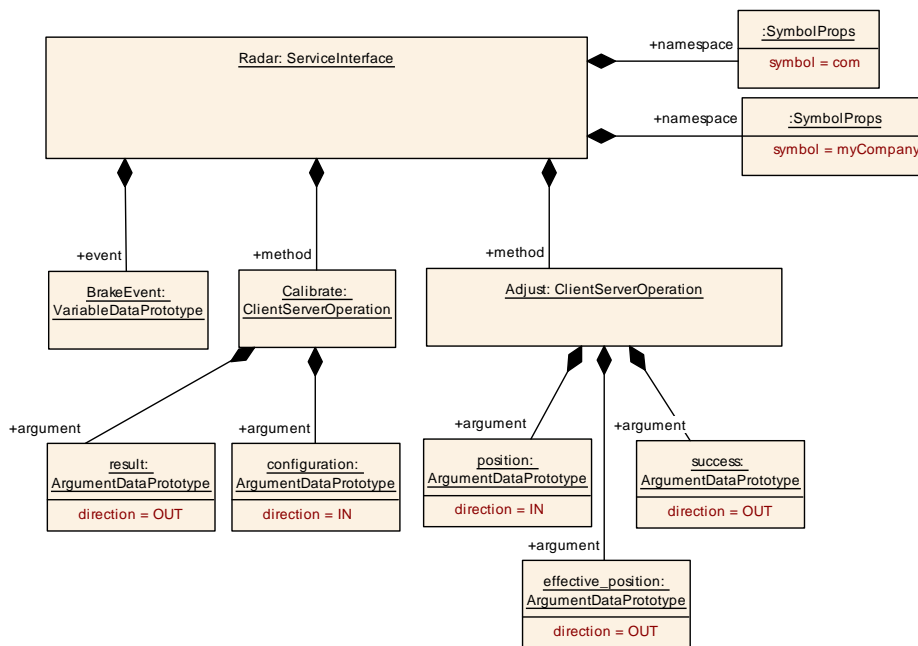 Radar: ServiceInterface
+namespace
:SymbolProps
symbol = com
+namespace
:SymbolProps
symbol = myCompany
+event
+method
+method
BrakeEvent:
VariableDataPrototype
Calibrate:
ClientServerOperation
Adjust: ClientServerOperation
+argument
+argument
+argument
+argument
result:
ArgumentDataPrototype
direction = OUT
configuration:
ArgumentDataPrototype
direction = IN
position:
ArgumentDataPrototype
direction = IN
success:
ArgumentDataPrototype
direction = OUT
+argument
effective_position:
ArgumentDataPrototype
direction = OUT